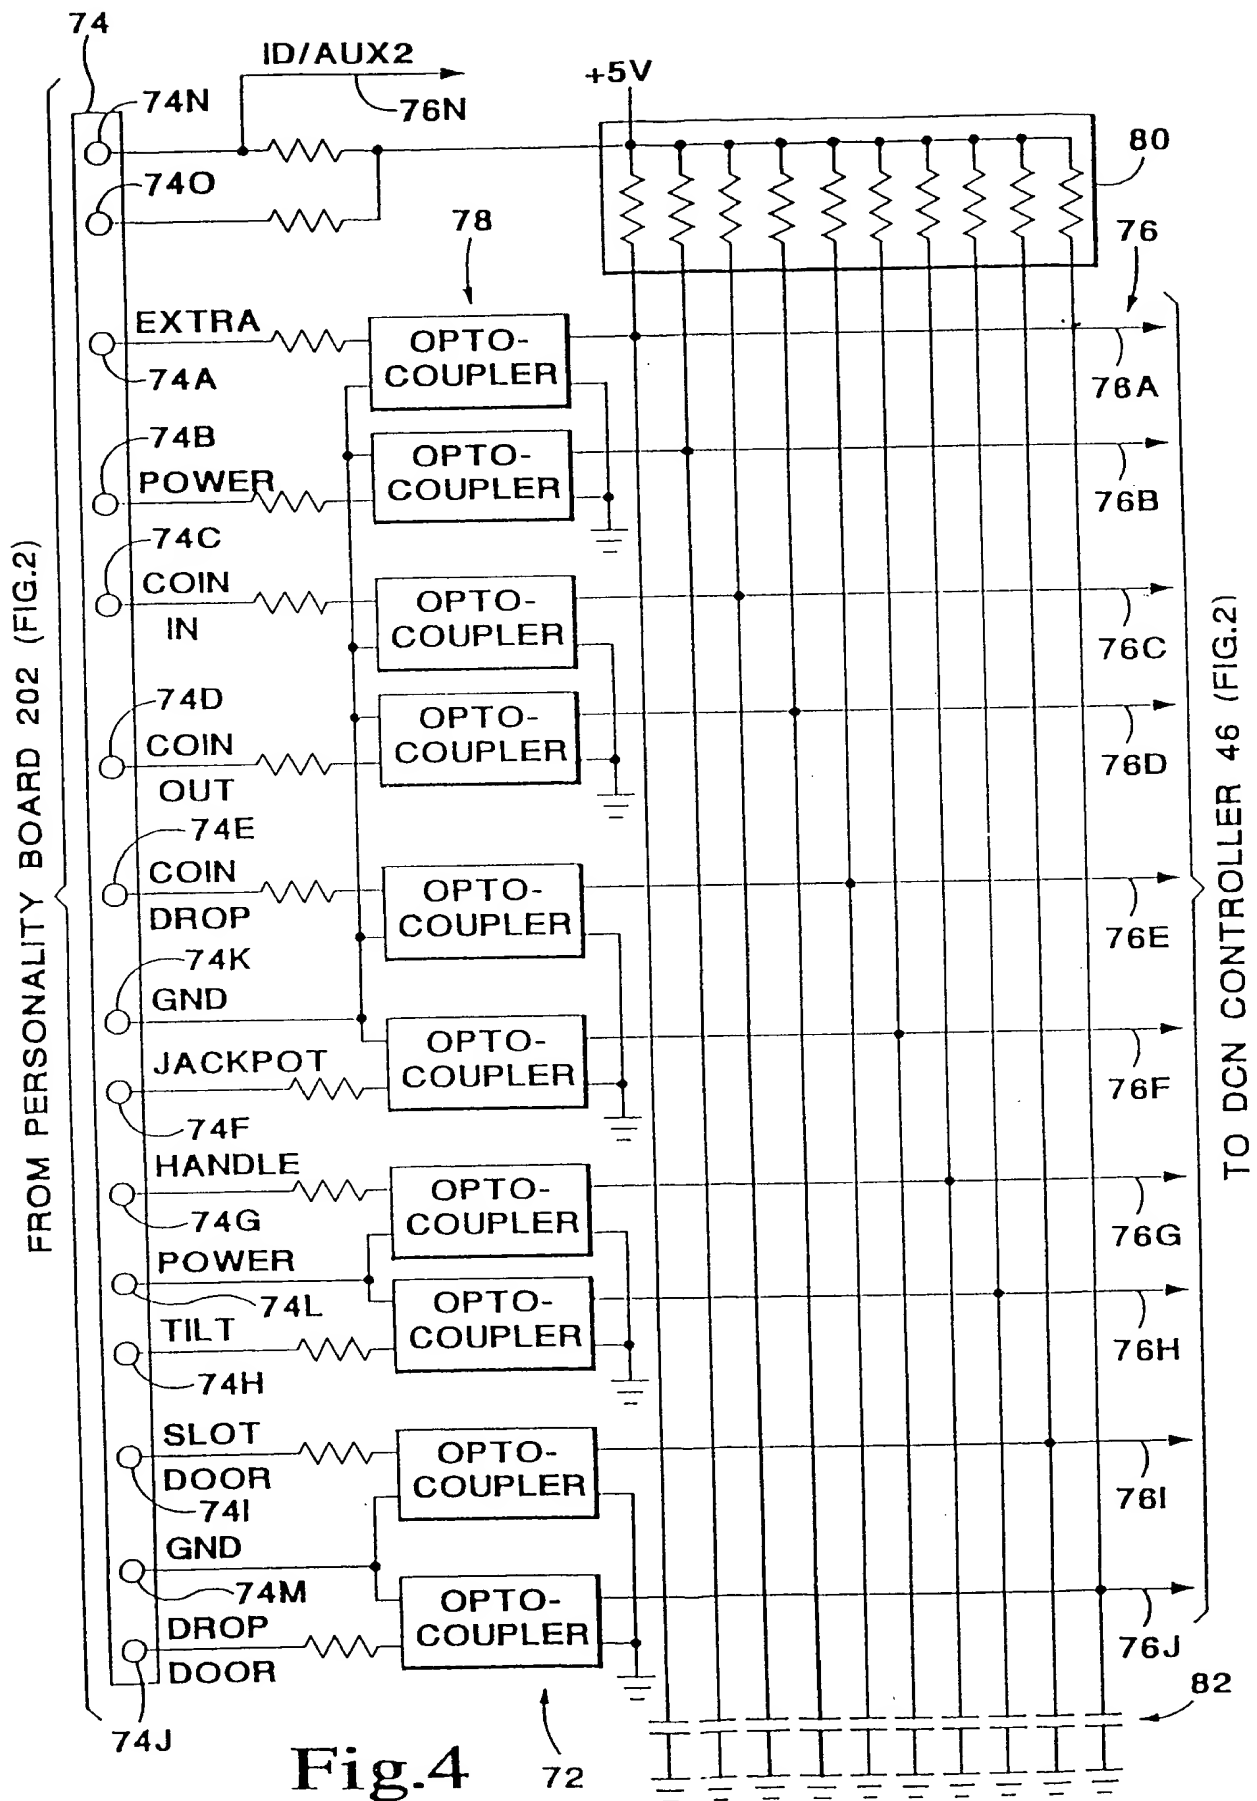 74
ID/AUX2
76N
+5V
74N
74O
80
78
76
EXTRA
OPTO-
COUPLER
74A
76A
74B
POWER
OPTO-
COUPLER
76B
74C
COIN
IN
OPTO-
COUPLER
76C
74D
COIN
OUT
OPTO-
COUPLER
76D
74E
COIN
DROP
OPTO-
COUPLER
76E
74K
GND
JACKPOT
OPTO-
COUPLER
76F
74F
HANDLE
OPTO-
COUPLER
74G
76G
POWER
74L
OPTO-
COUPLER
TILT
76H
74H
SLOT
DOOR
OPTO-
COUPLER
74I
76I
GND
74M
OPTO-
COUPLER
DROP
DOOR
76J
74J
82
72
Fig.4
FROM PERSONALITY BOARD 202 (FIG.2)
TO DCN CONTROLLER 46 (FIG.2)